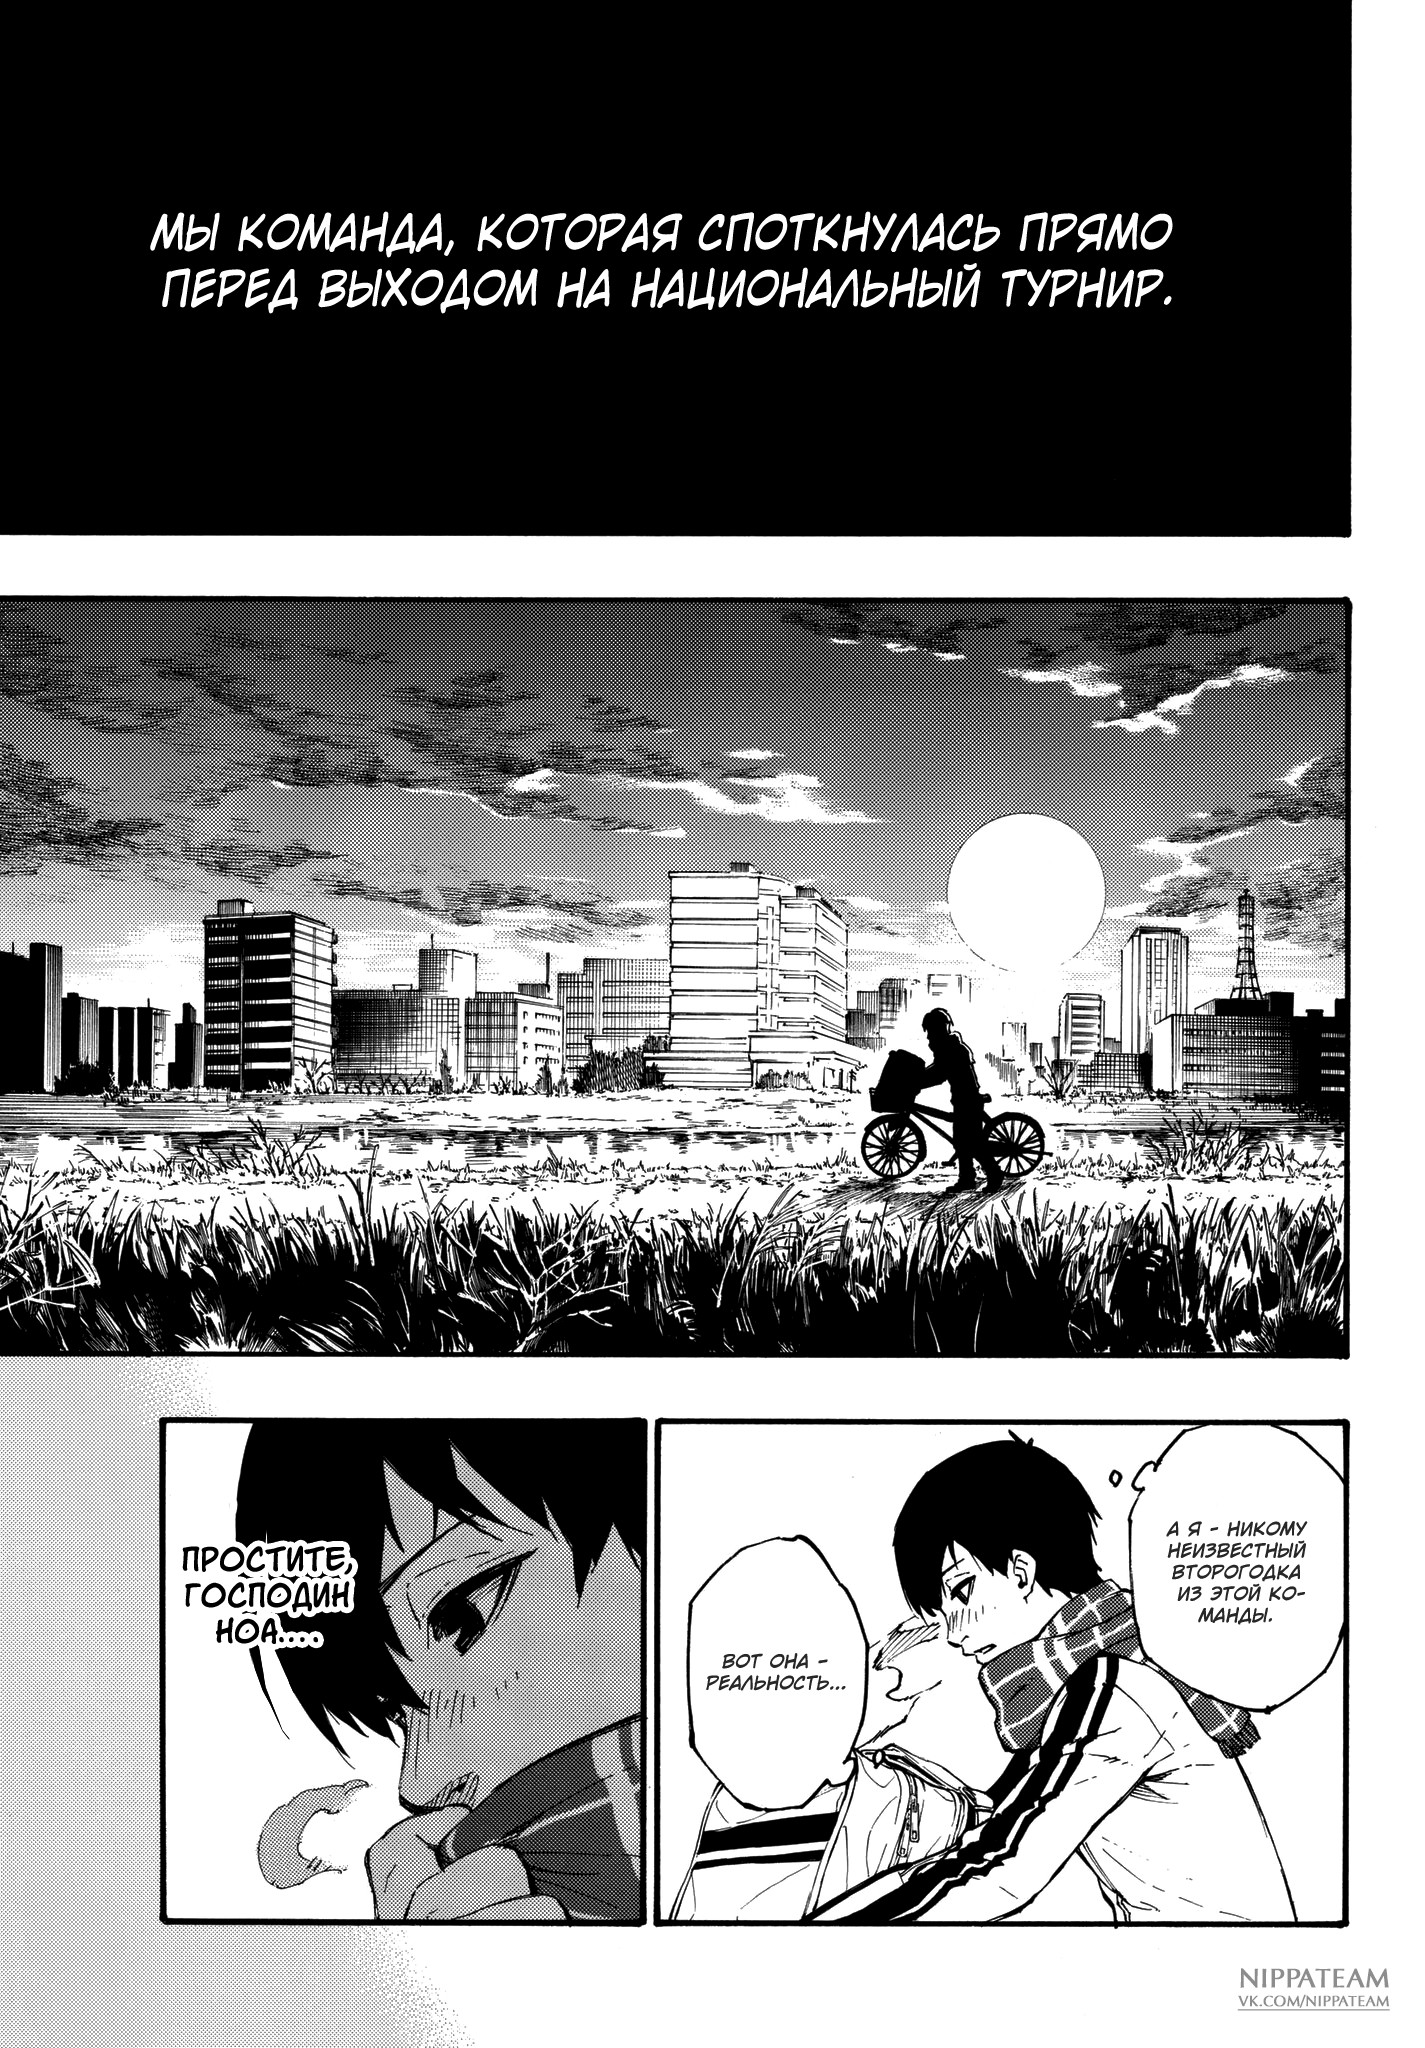 МЫ КОМАНДА, КОТОРАЯ СПОТКНУЛАСЬ ПРЯМО
ПЕРЕД ВЫХОДОМ НА НАЦИОНАЛЬНЫЙ ТУРНИР.
А Я - НИКОМУ
НЕИЗВЕСТНЫЙ
ВТОРОГОДКА
ИЗ ЭТОЙ КО-
МАНДЫ.
ВОТ ОНА -
РЕАЛЬНОСТЬ...
ПРОСТИТЕ,
ГОСПОДИН
НОА....
NIPPATEAM
VK.COM/NIPPATEAM